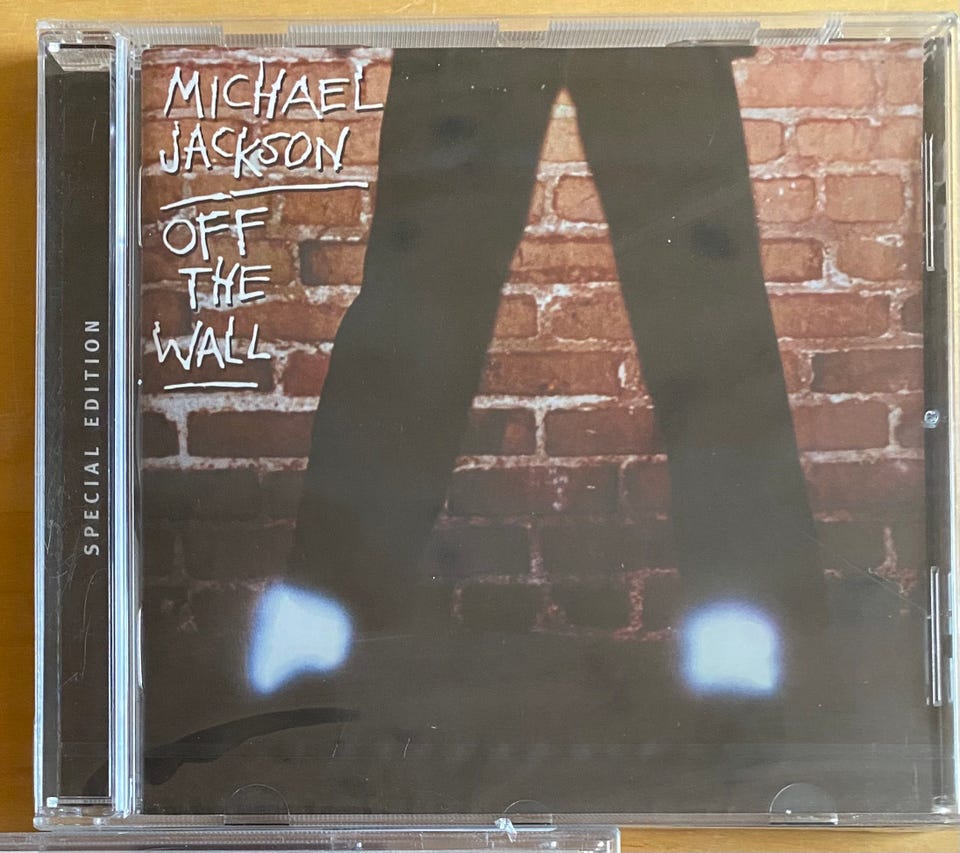 MICHAEL
JACKSON
OFF
THE
WALL
SPECIAL EDITION